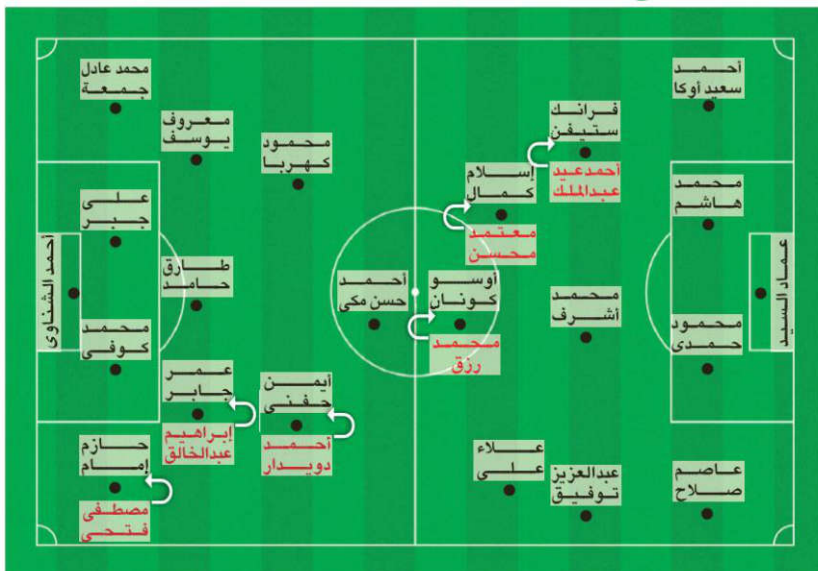 أحمد
سعيد أوكا
محمد
هاشم
عماد السيد
محمود
حمدى
عاصم
صلاح
فرانك
ستيفن
أحمد عيد
عبدالملك
محمد
أشرف
عبدالعزيز
توفيق
إسلام
كمال
معتمد
محسن
أوسو
كونان
محمد
رزق
علاء
على
أحمد
حسن مكى
محمود
كهربا
أيمن
حفنى
أحمد
دويدار
معروف
يوسف
طارق
حامد
عمر
جابر
إبراهيم
عبدالخالق
محمد عادل
جمعة
على
جبر
محمد
كوفى
حازم
إمام
مصطفى
فتحى
أحمد الشناوى